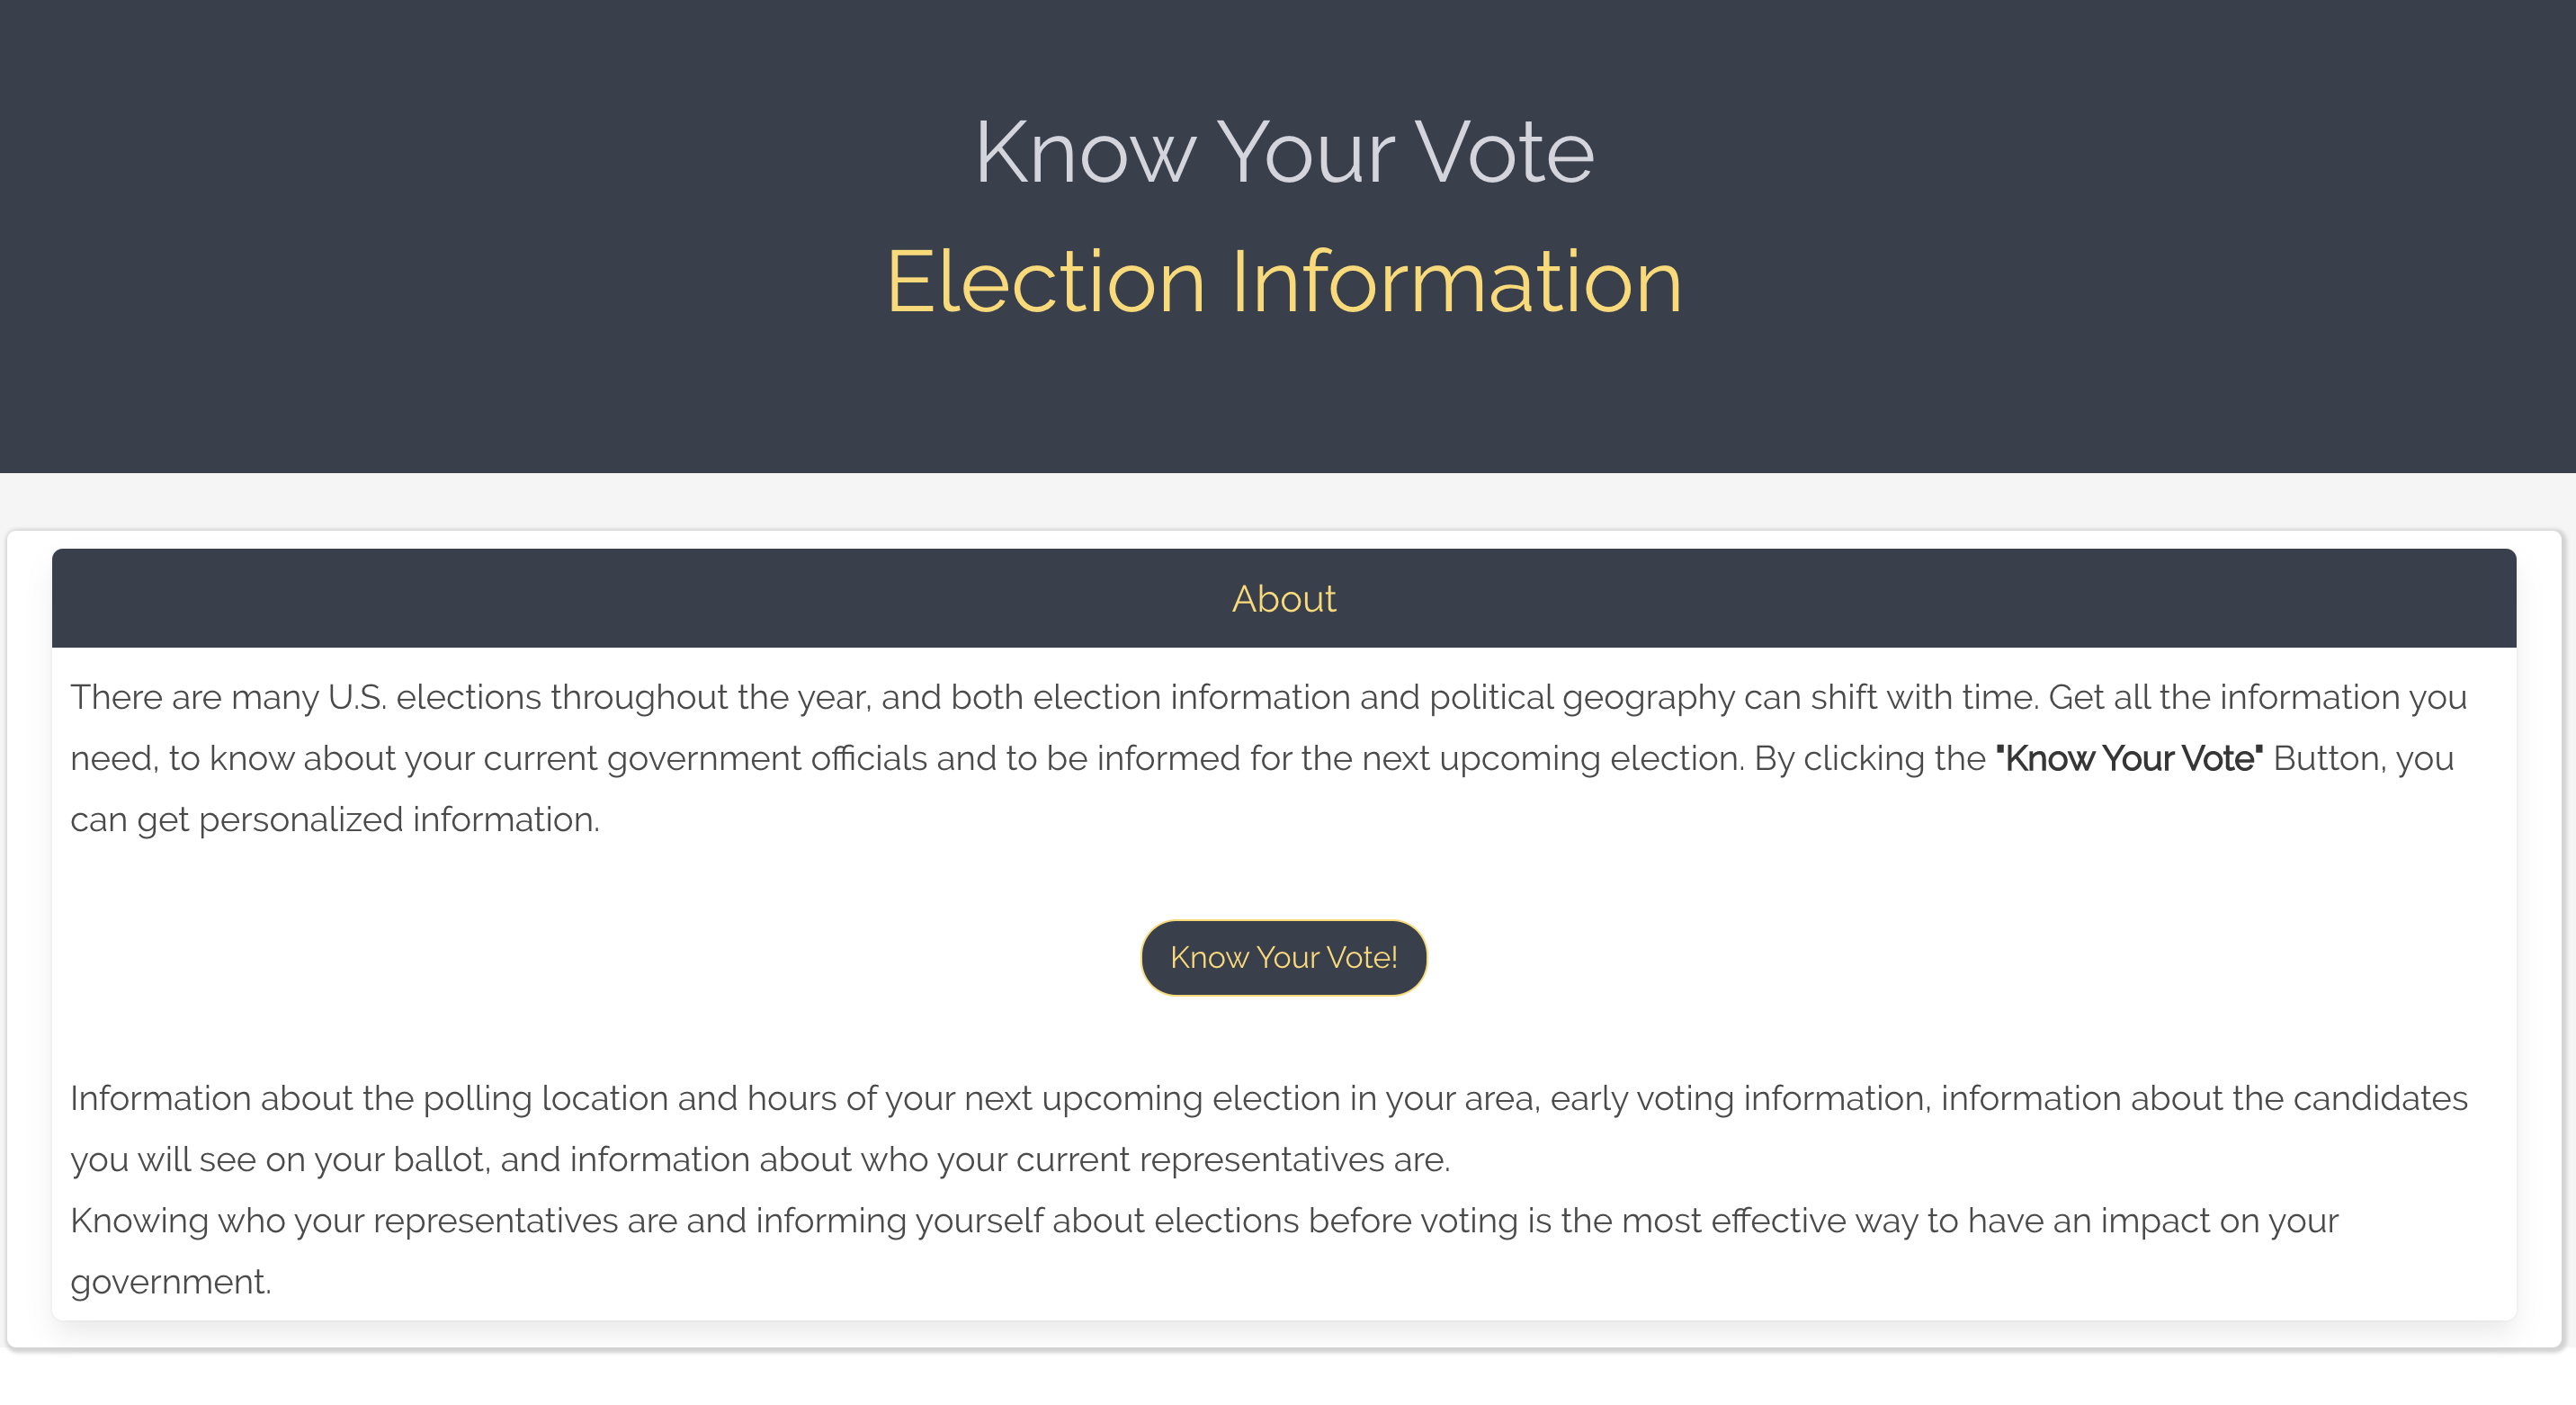 Know Your Vote
Election Information
About
There are many U.S. elections throughout the year, and both election information and political geography can shift with time. Get all the information you
need, to know about your current government officials and to be informed for the next upcoming election. By clicking the "Know Your Vote" Button, you
can get personalized information.
Know Your Vote!
Information about the polling location and hours of your next upcoming election in your area, early voting information, information about the candidates
you will see on your ballot, and information about who your current representatives are.
Knowing who your representatives are and informing yourself about elections before voting is the most effective way to have an impact on your
government.